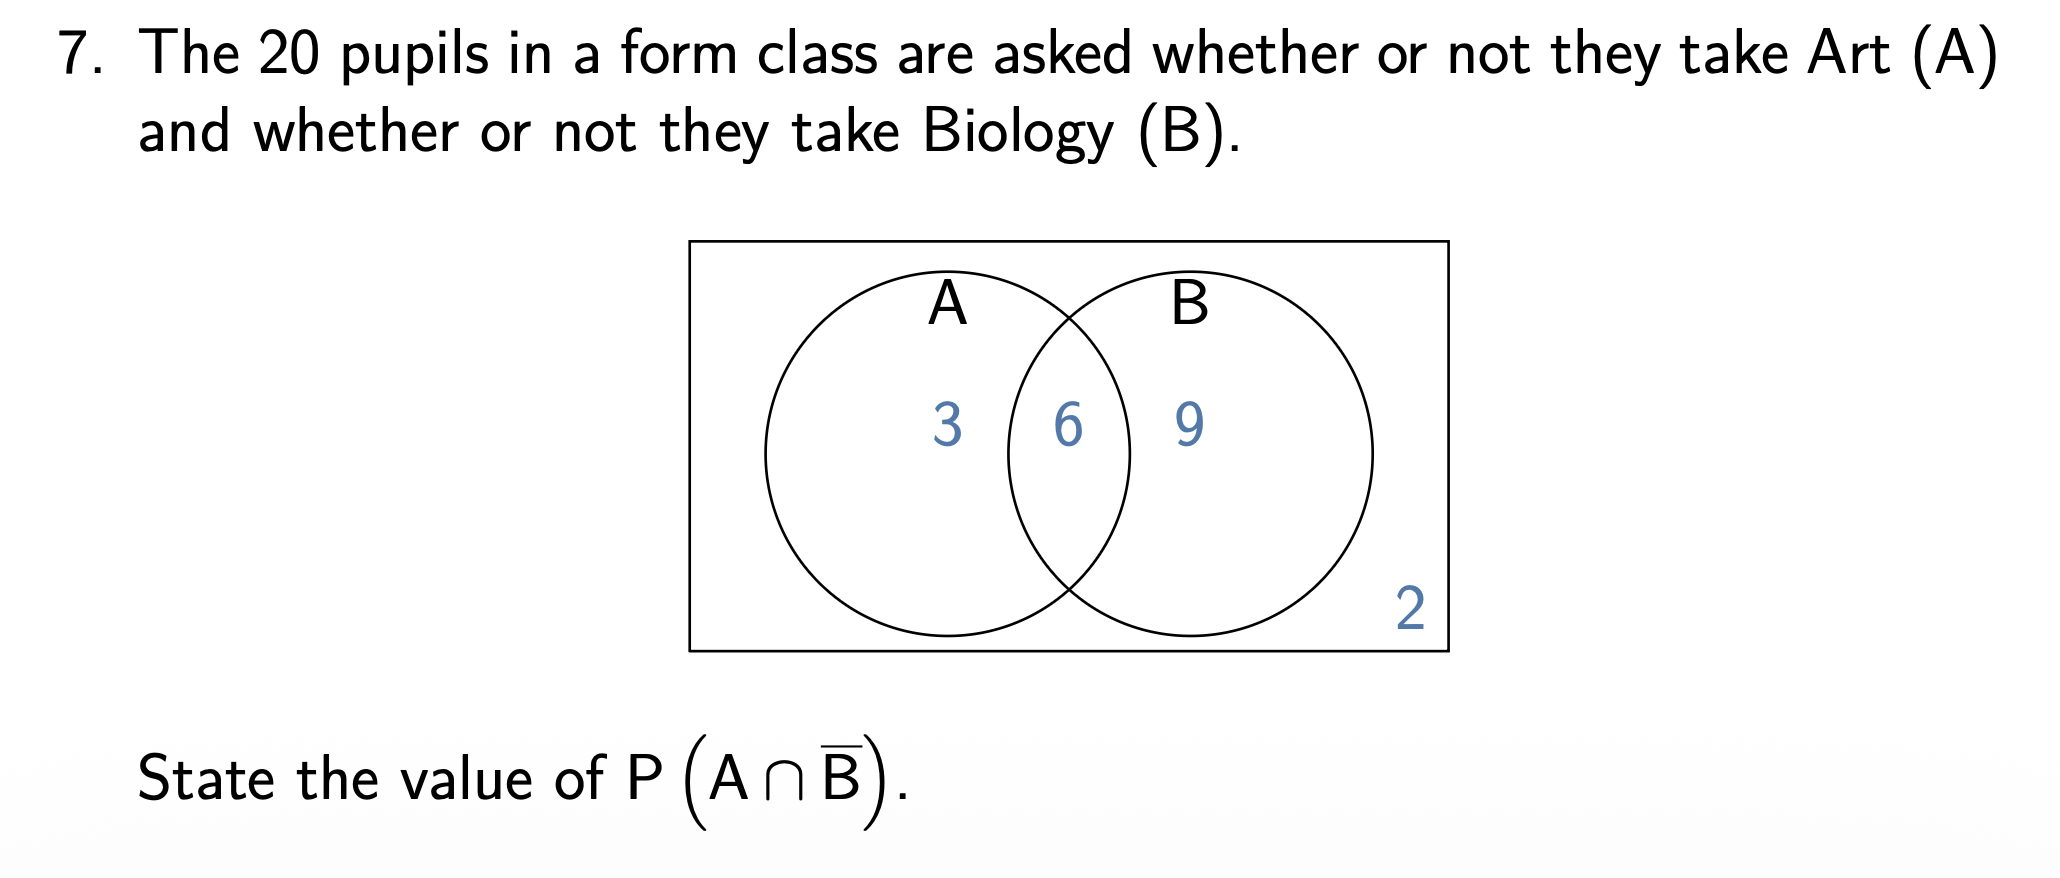 7. The 20 pupils in a form class are asked whether or not they take Art (A)
and whether or not they take Biology (B).
A B
3 6 9
2
State the value of P (A ∩ B̅).